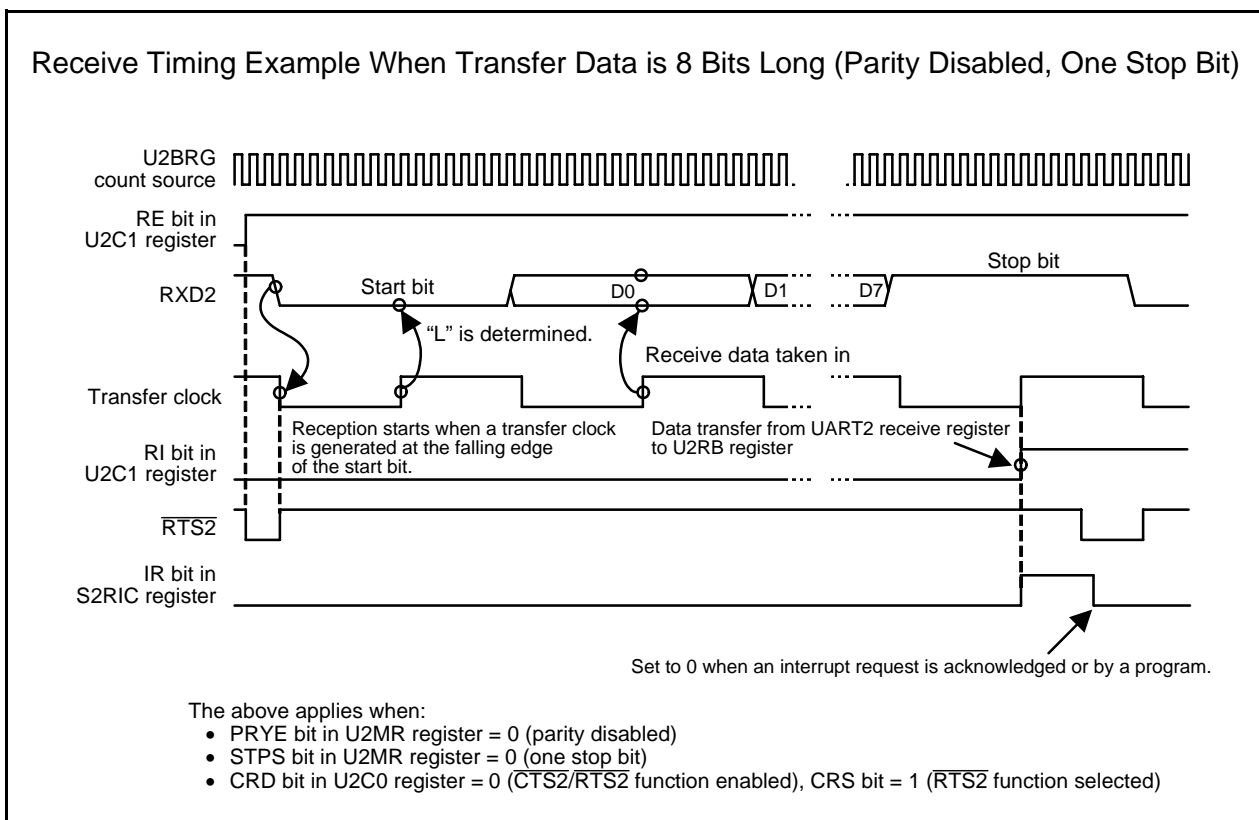 Receive Timing Example When Transfer Data is 8 Bits Long (Parity Disabled, One Stop Bit)
U2BRG
count source
RE bit in
U2C1 register
RXD2
Start bit
D0
D1
D7
Stop bit
“L” is determined.
Receive data taken in
Transfer clock
Reception starts when a transfer clock
is generated at the falling edge
of the start bit.
Data transfer from UART2 receive register
to U2RB register
RI bit in
U2C1 register
RTS2
IR bit in
S2RIC register
Set to 0 when an interrupt request is acknowledged or by a program.
The above applies when:
• PRYE bit in U2MR register = 0 (parity disabled)
• STPS bit in U2MR register = 0 (one stop bit)
• CRD bit in U2C0 register = 0 (CTS2/RTS2 function enabled), CRS bit = 1 (RTS2 function selected)